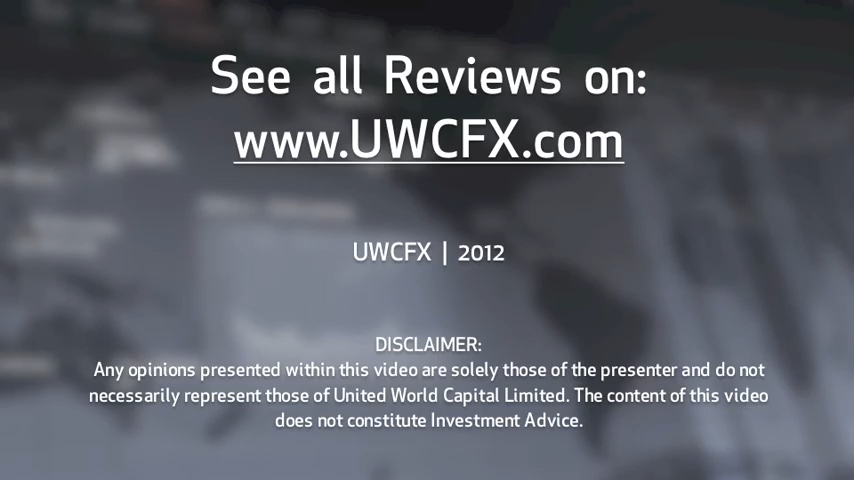 See all Reviews on:
www.UWCFX.com
UWCFX | 2012
DISCLAIMER:
Any opinions presented within this video are solely those of the presenter and do not
necessarily represent those of United World Capital Limited. The content of this video
does not constitute Investment Advice.